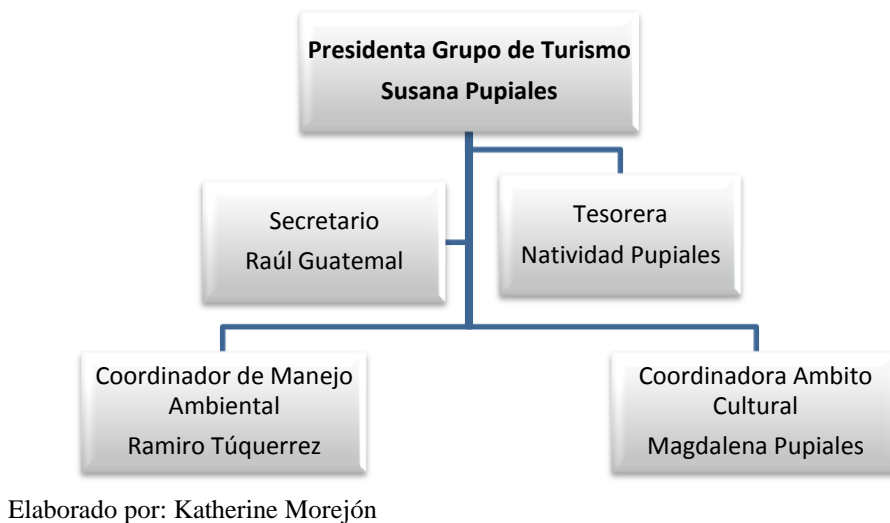 Presidenta Grupo de Turismo
Susana Pupiales
Secretario
Raúl Guatemal
Tesorera
Natividad Pupiales
Coordinador de Manejo
Ambiental
Ramiro Túquerrez
Coordinadora Ambito
Cultural
Magdalena Pupiales
Elaborado por: Katherine Morejón